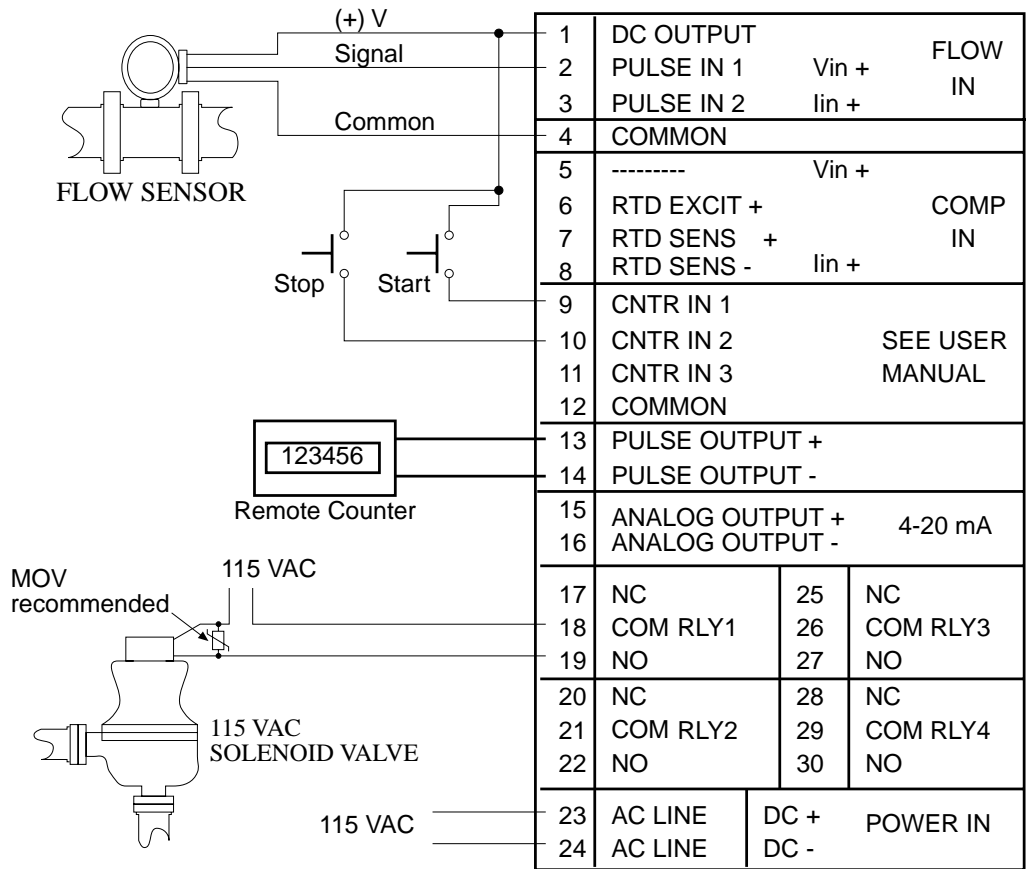 (+) V
Signal
Common
FLOW SENSOR
Stop
Start
123456
Remote Counter
115 VAC
MOV
recommended
115 VAC
SOLENOID VALVE
115 VAC
1 DC OUTPUT
2 PULSE IN 1 Vin +
3 PULSE IN 2 Iin +
FLOW
IN
4 COMMON
5 --------- Vin +
6 RTD EXCIT + COMP
7 RTD SENS + IN
8 RTD SENS - Iin +
9 CNTR IN 1
10 CNTR IN 2 SEE USER
11 CNTR IN 3 MANUAL
12 COMMON
13 PULSE OUTPUT +
14 PULSE OUTPUT -
15 ANALOG OUTPUT +
16 ANALOG OUTPUT -
4-20 mA
17 NC 25 NC
18 COM RLY1 26 COM RLY3
19 NO 27 NO
20 NC 28 NC
21 COM RLY2 29 COM RLY4
22 NO 30 NO
23 AC LINE DC +
24 AC LINE DC -
POWER IN